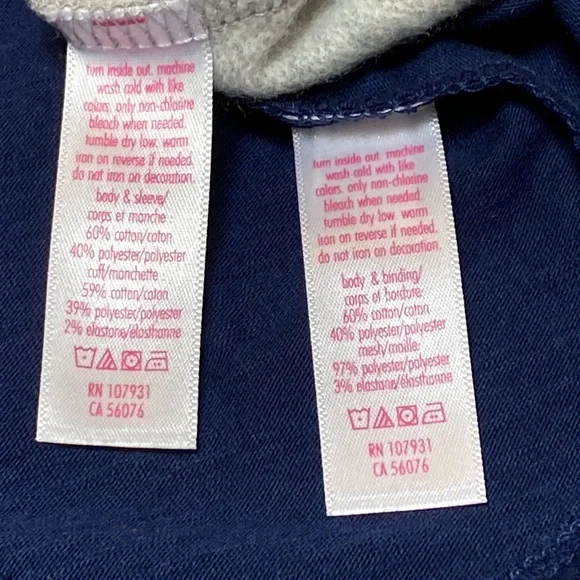 turn inside out. machine
wash cold with like
colors. only non-chlorine
bleach when needed.
tumble dry low. warm
iron on reverse if needed.
do not iron on decoration.
body & sleeve/
corps et manche :
60% cotton/coton
40% polyester/polyester
cuff/manchette :
59% cotton/coton
39% polyester/polyester
2% elastane/élasthanne
RN 107931
CA 56076
turn inside out. machine
wash cold with like
colors. only non-chlorine
bleach when needed.
tumble dry low. warm
iron on reverse if needed.
do not iron on decoration.
body & binding/
corps et bordure:
60% cotton/coton
40% polyester/polyester
mesh/maille:
97% polyester/polyester
3% elastane/élasthanne
RN 107931
CA 56076